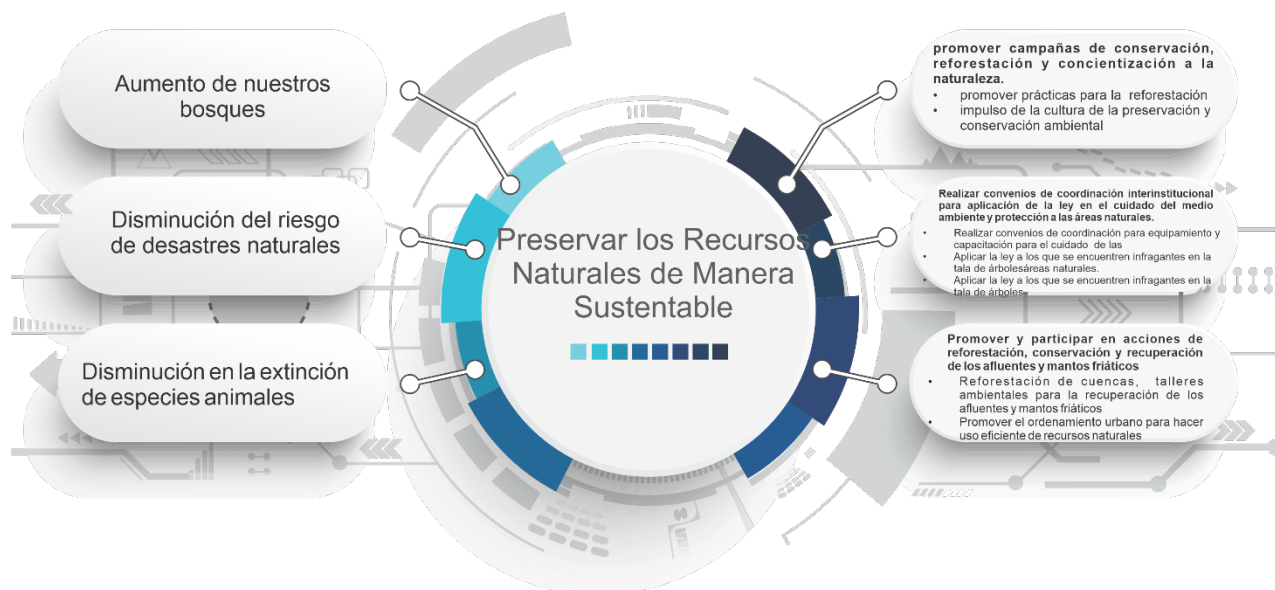 Aumento de nuestros
bosques
Disminución del riesgo
de desastres naturales
Disminución en la extinción
de especies animales
Preservar los Recursos
Naturales de Manera
Sustentable
promover campañas de conservación,
reforestación y concientización a la
naturaleza.
• promover prácticas para la reforestación
• impulso de la cultura de la preservación y
conservación ambiental
Realizar convenios de coordinación interinstitucional
para aplicación de la ley en el cuidado del medio
ambiente y protección a las áreas naturales.
• Realizar convenios de coordinación para equipamiento y
capacitación para el cuidado de las
• Aplicar la ley a los que se encuentren infragantes en la
tala de árbolesáreas naturales.
• Aplicar la ley a los que se encuentren infragantes en la
tala de árboles
Promover y participar en acciones de
reforestación, conservación y recuperación
de los afluentes y mantos friáticos
• Reforestación de cuencas, talleres
ambientales para la recuperación de los
afluentes y mantos friáticos
• Promover el ordenamiento urbano para hacer
uso eficiente de recursos naturales